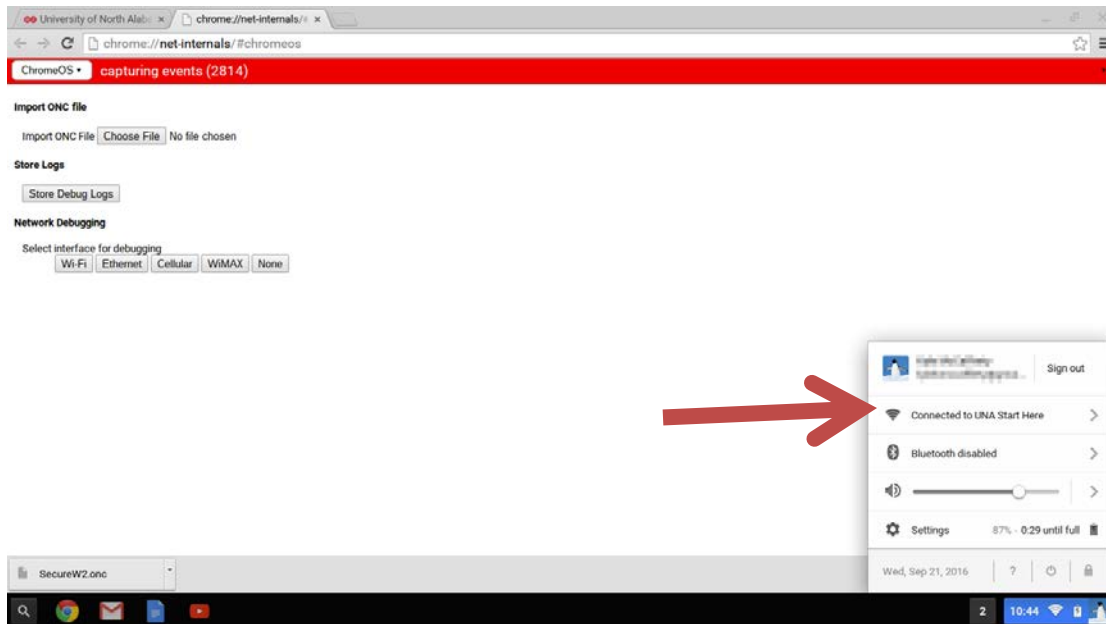 University of North Alab
chrome://net-internals/#
chrome://net-internals/#chromeos
ChromeOS
capturing events (2814)
Import ONC file
Import ONC File Choose File No file chosen
Store Logs
Store Debug Logs
Network Debugging
Select interface for debugging
Wi-Fi Ethernet Cellular WiMAX None
Sign out
Connected to UNA Start Here
Bluetooth disabled
Settings 87% - 0:29 until full
Wed, Sep 21, 2016 ?
SecureW2.onc
2 10:44